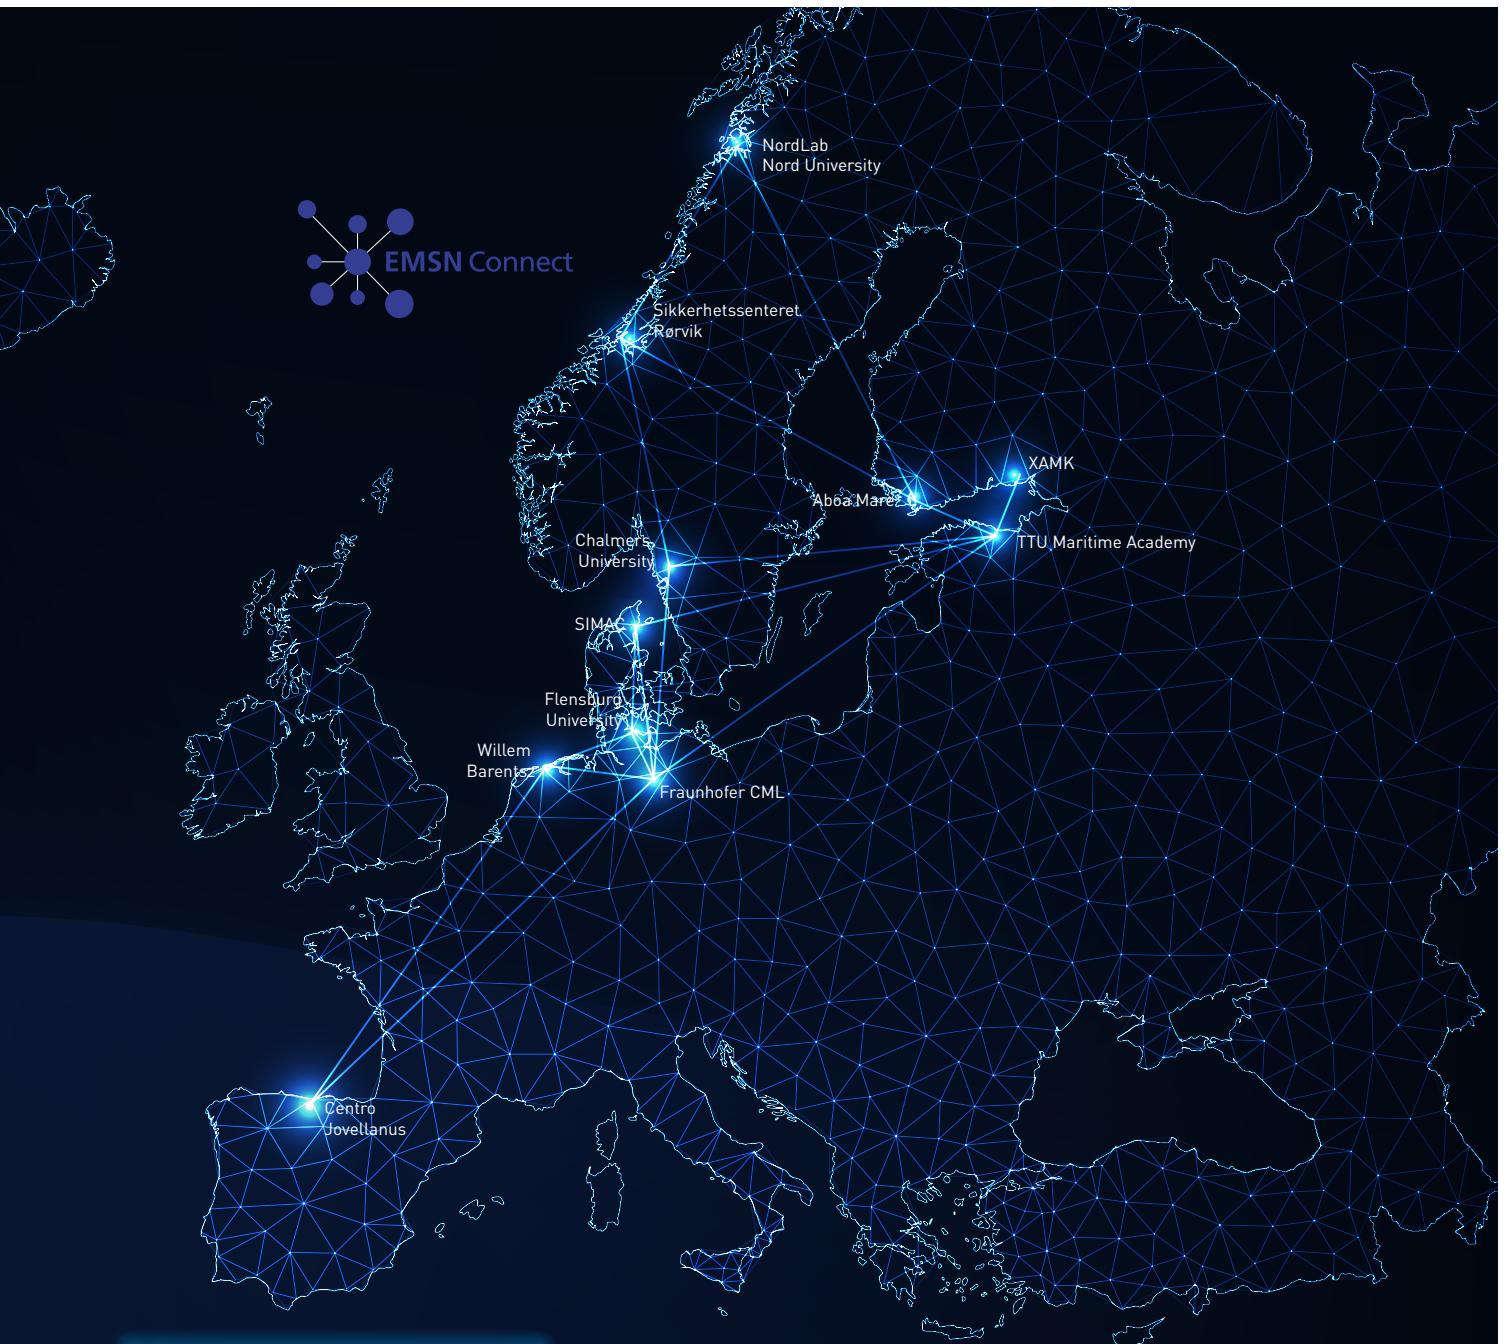 NordLab
Nord University
EMSN Connect
Sikkerhetssenteret
Rørvik
XAMK
Aboa Mare
Chalmers
University
TTU Maritime Academy
SIMAC
Flensburg
University
Willem
Barentsz
Fraunhofer CML
Centro
Jovellanus